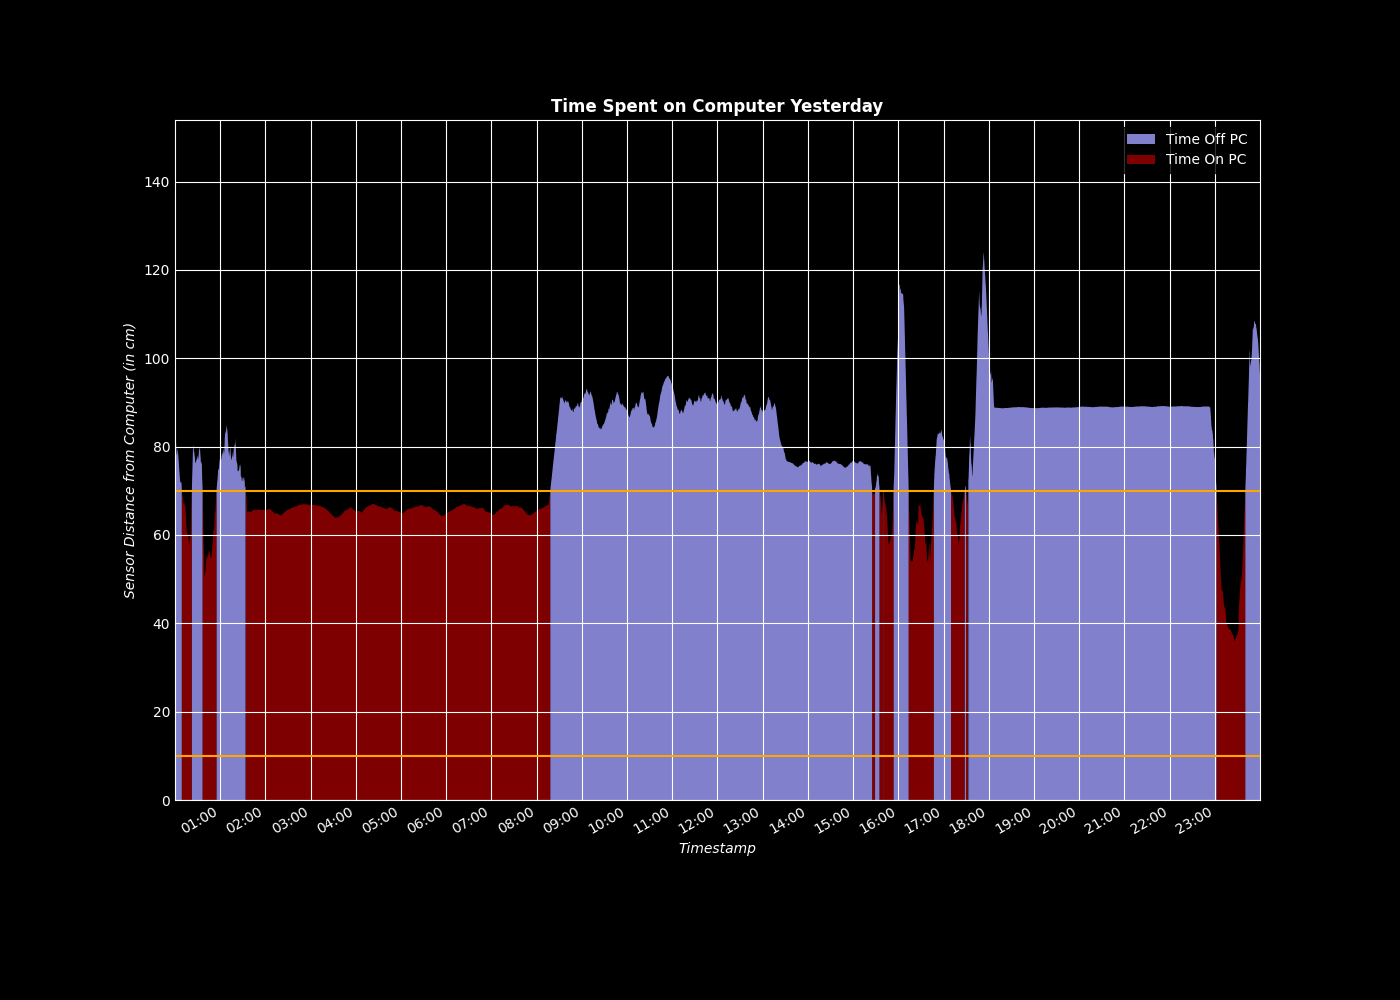 Time Spent on Computer Yesterday
Time Off PC
Time On PC
140
120
100
80
60
40
20
0
Sensor Distance from Computer (in cm)
01:00 02:00 03:00 04:00 05:00 06:00 07:00 08:00 09:00 10:00 11:00 12:00 13:00 14:00 15:00 16:00 17:00 18:00 19:00 20:00 21:00 22:00 23:00
Timestamp